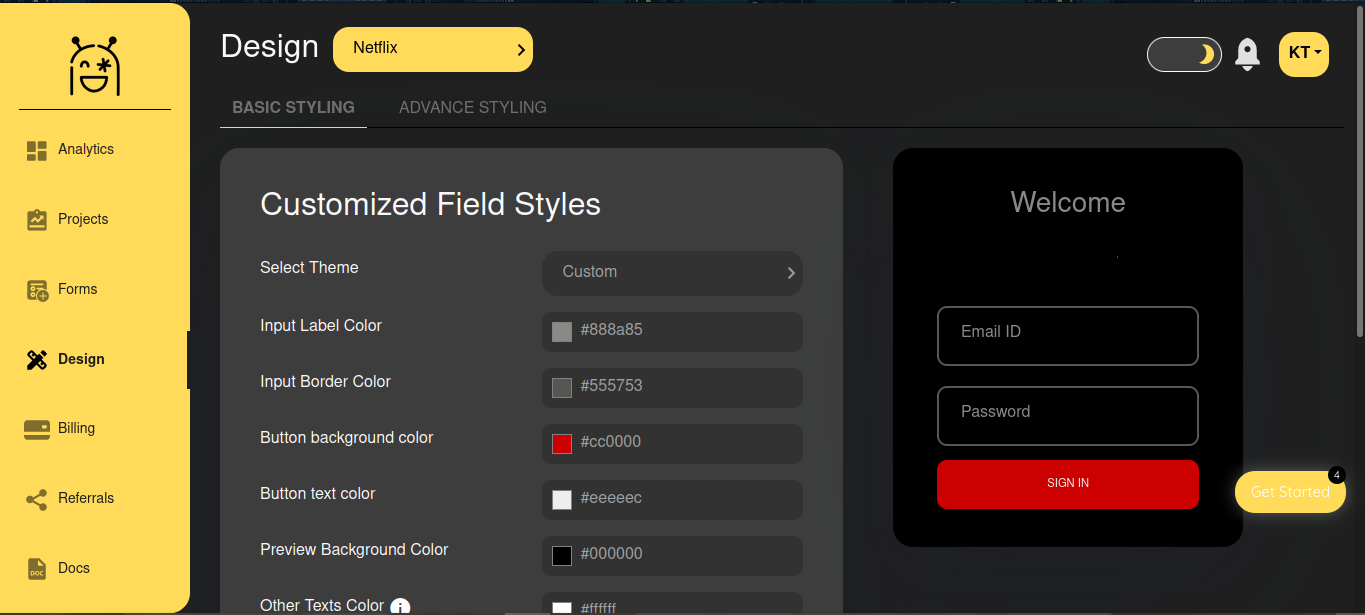 Design
Netflix
KT
BASIC STYLING
ADVANCE STYLING
Analytics
Projects
Forms
Design
Billing
Referrals
DOC
Docs
Customized Field Styles
Select Theme
Custom
Input Label Color
#888a85
Input Border Color
#555753
Button background color
#cc0000
Button text color
#eeeeec
Preview Background Color
#000000
Other Texts Color i
#ffffff
Welcome
Email ID
Password
SIGN IN
4
Get Started